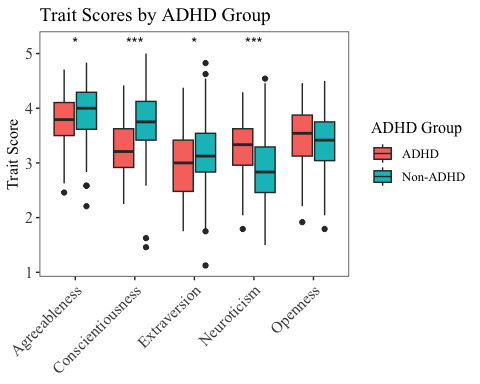 Trait Scores by ADHD Group
* *** * ***
5
4
3
2
1
Trait Score
Agreeableness
Conscientiousness
Extraversion
Neuroticism
Openness
ADHD Group
ADHD
Non-ADHD